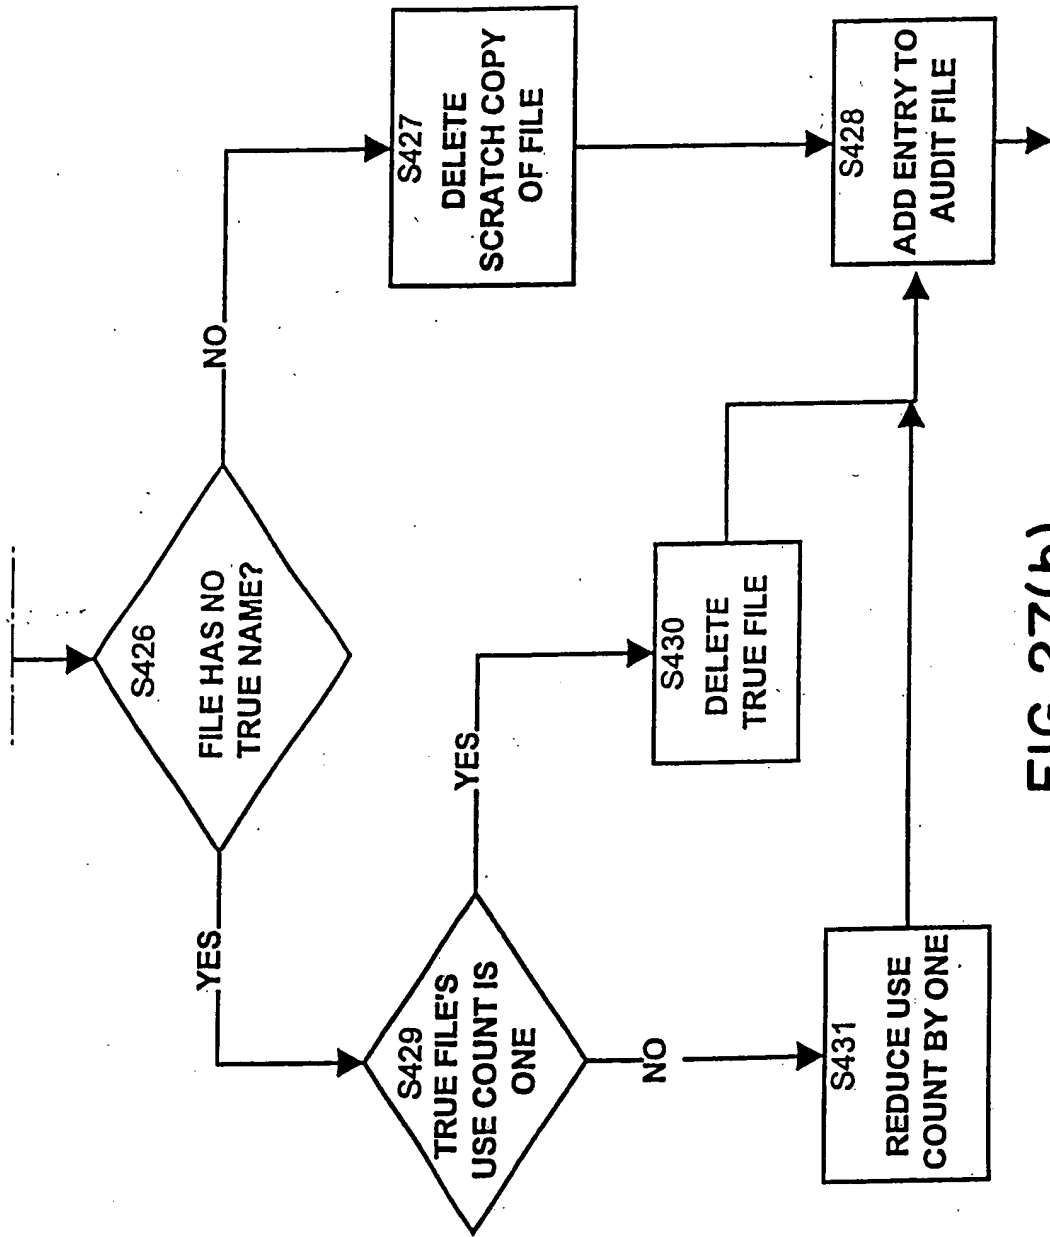 S426
FILE HAS NO
TRUE NAME?
YES
NO
S427
DELETE
SCRATCH COPY
OF FILE
S429
TRUE FILE'S
USE COUNT IS
ONE
YES
NO
S430
DELETE
TRUE FILE
S431
REDUCE USE
COUNT BY ONE
S428
ADD ENTRY TO
AUDIT FILE
FIG. 27(b)